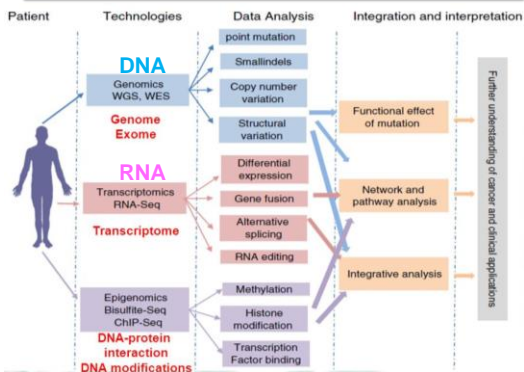 Patient
Technologies
Data Analysis
Integration and interpretation
DNA
Genomics
WGS, WES
Genome
Exome
RNA
Transcriptomics
RNA-Seq
Transcriptome
Epigenomics
Bisulfite-Seq
ChIP-Seq
DNA-protein
interaction
DNA modifications
point mutation
Smallindels
Copy number
variation
Structural
variation
Differential
expression
Gene fusion
Alternative
splicing
RNA editing
Methylation
Histone
modification
Transcription
Factor binding
Functional effect
of mutation
Network and
pathway analysis
Integrative analysis
Further understanding of cancer and clinical applications